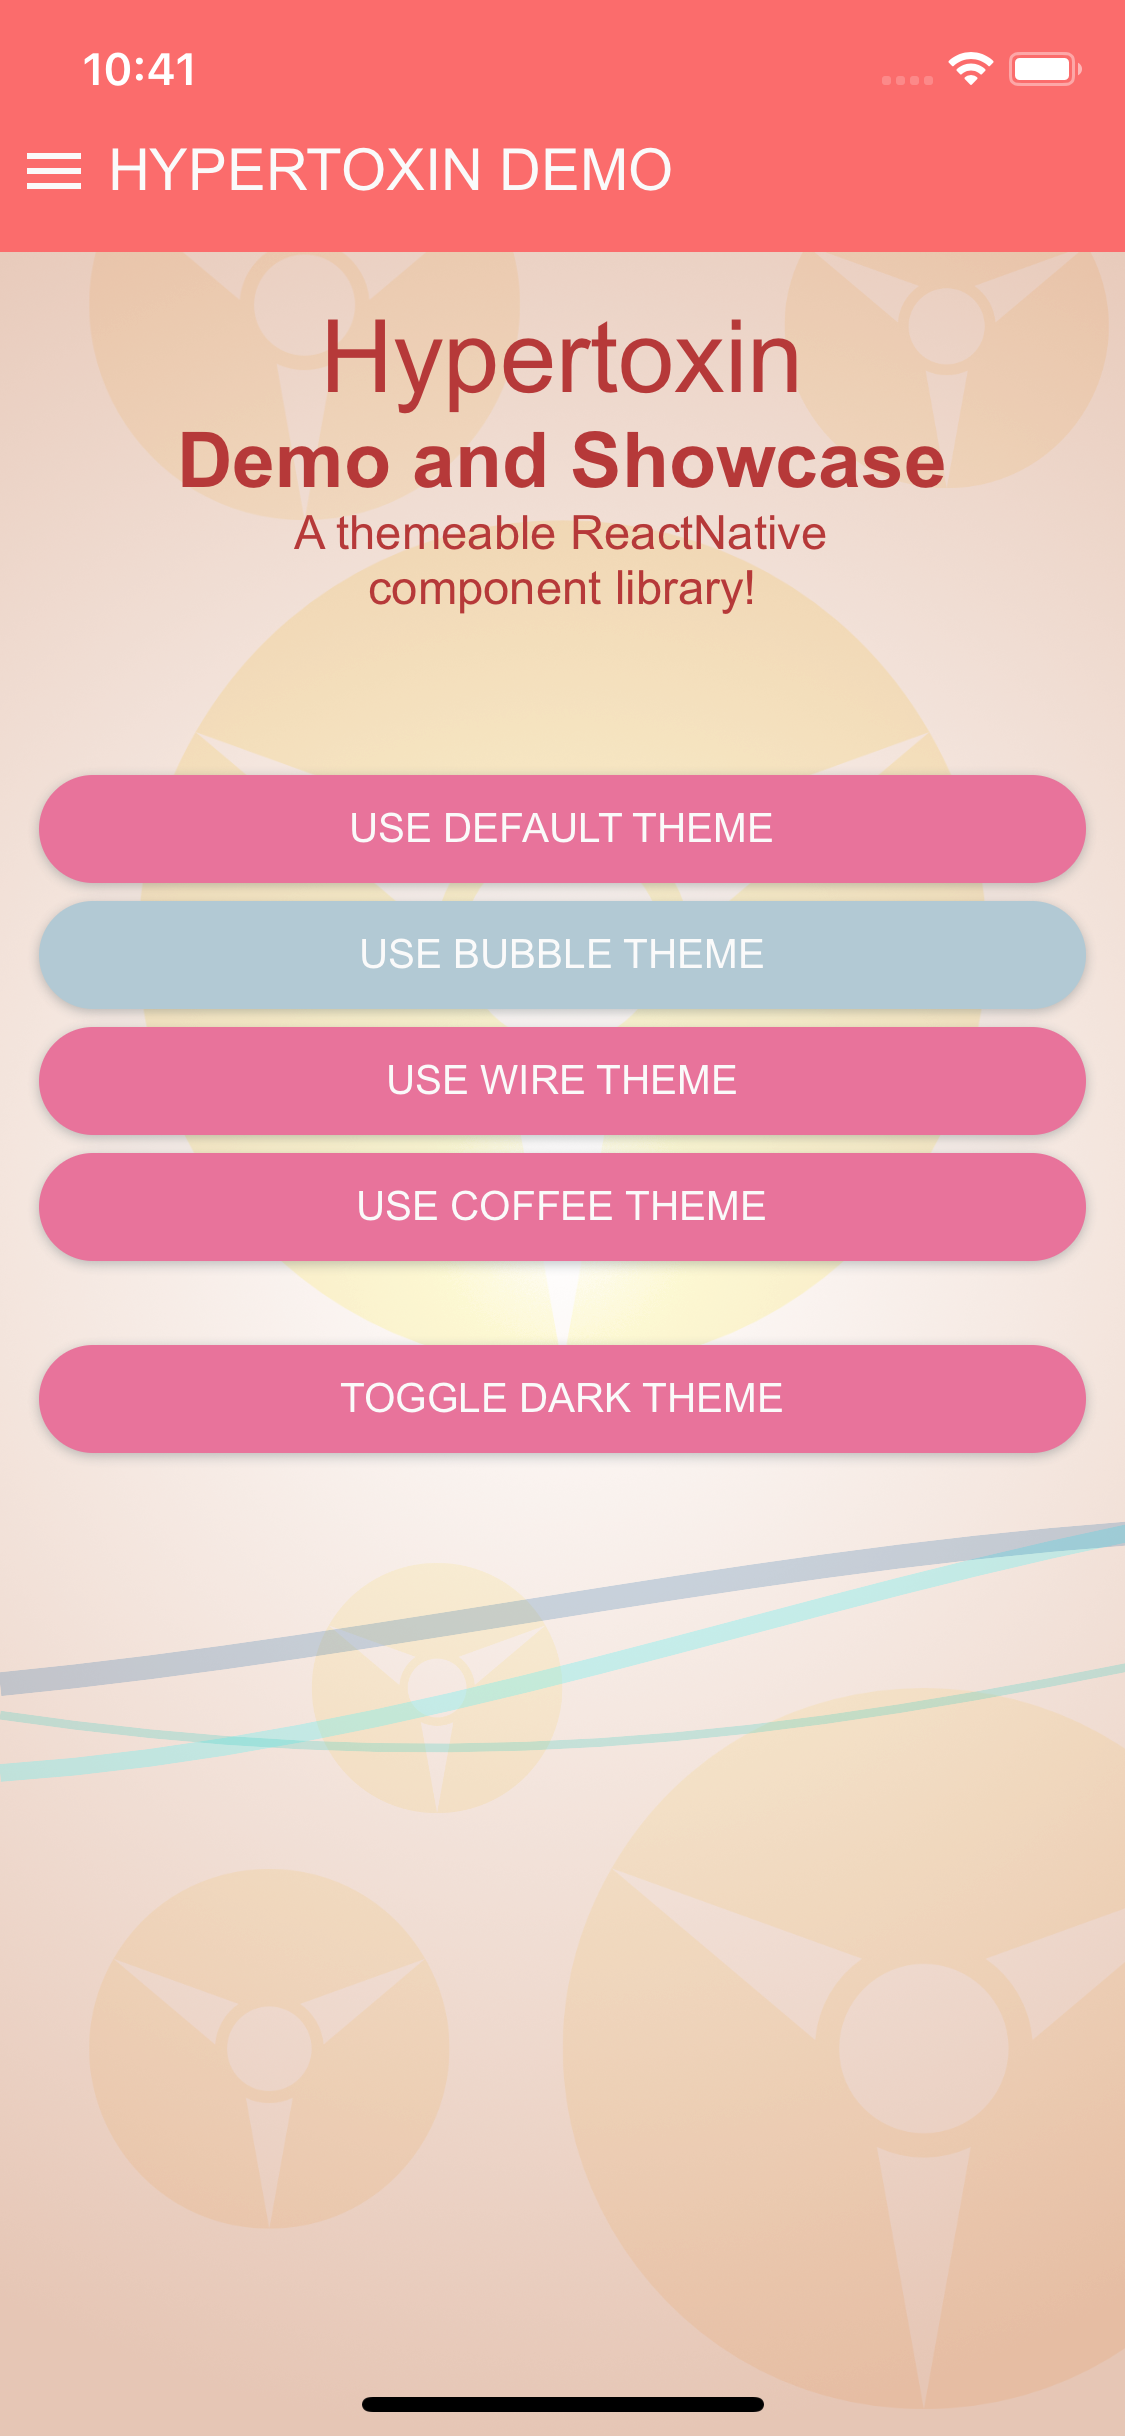 10:41
HYPERTOXIN DEMO
Hypertoxin
Demo and Showcase
A themeable ReactNative
component library!
USE DEFAULT THEME
USE BUBBLE THEME
USE WIRE THEME
USE COFFEE THEME
TOGGLE DARK THEME